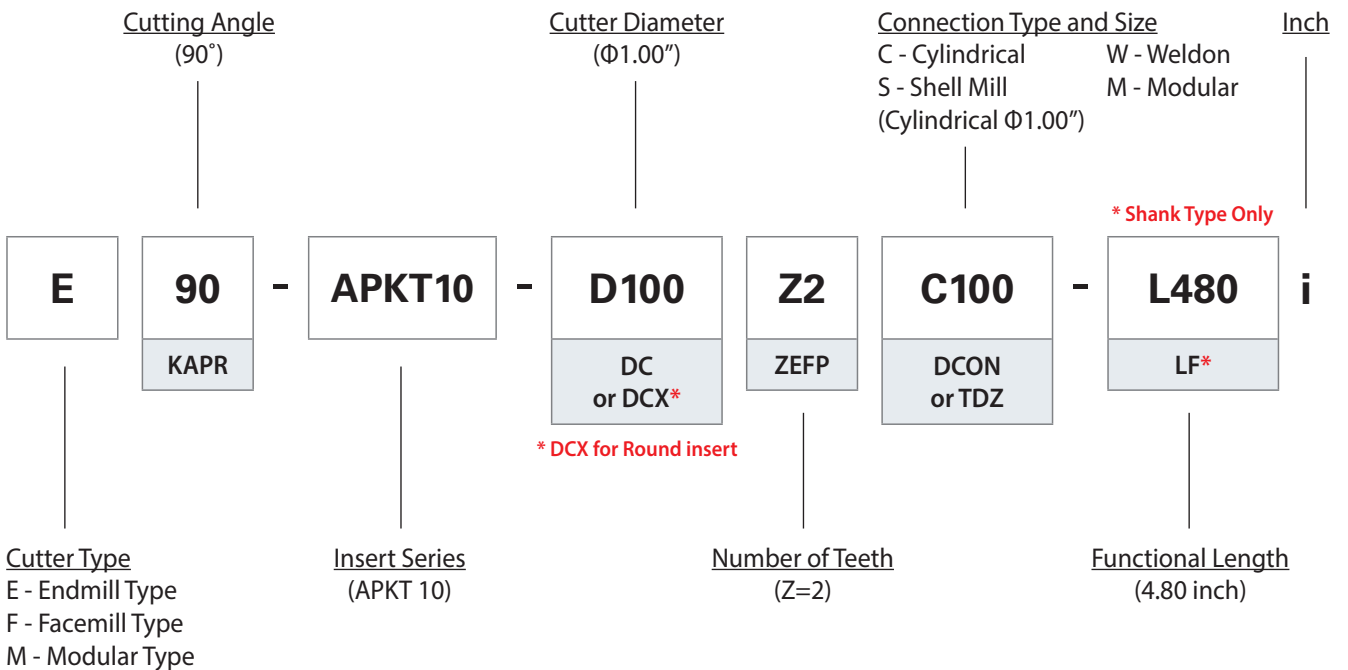 Cutting Angle
(90˚)
Cutter Diameter
(Φ1.00″)
Connection Type and Size
C - Cylindrical W - Weldon
S - Shell Mill M - Modular
(Cylindrical Φ1.00″)
Inch
* Shank Type Only
E 90 - APKT10 - D100 Z2 C100 - L480 i
KAPR
DC
or DCX*
ZEFP
DCON
or TDZ
LF*
* DCX for Round insert
Cutter Type
E - Endmill Type
F - Facemill Type
M - Modular Type
Insert Series
(APKT 10)
Number of Teeth
(Z=2)
Functional Length
(4.80 inch)